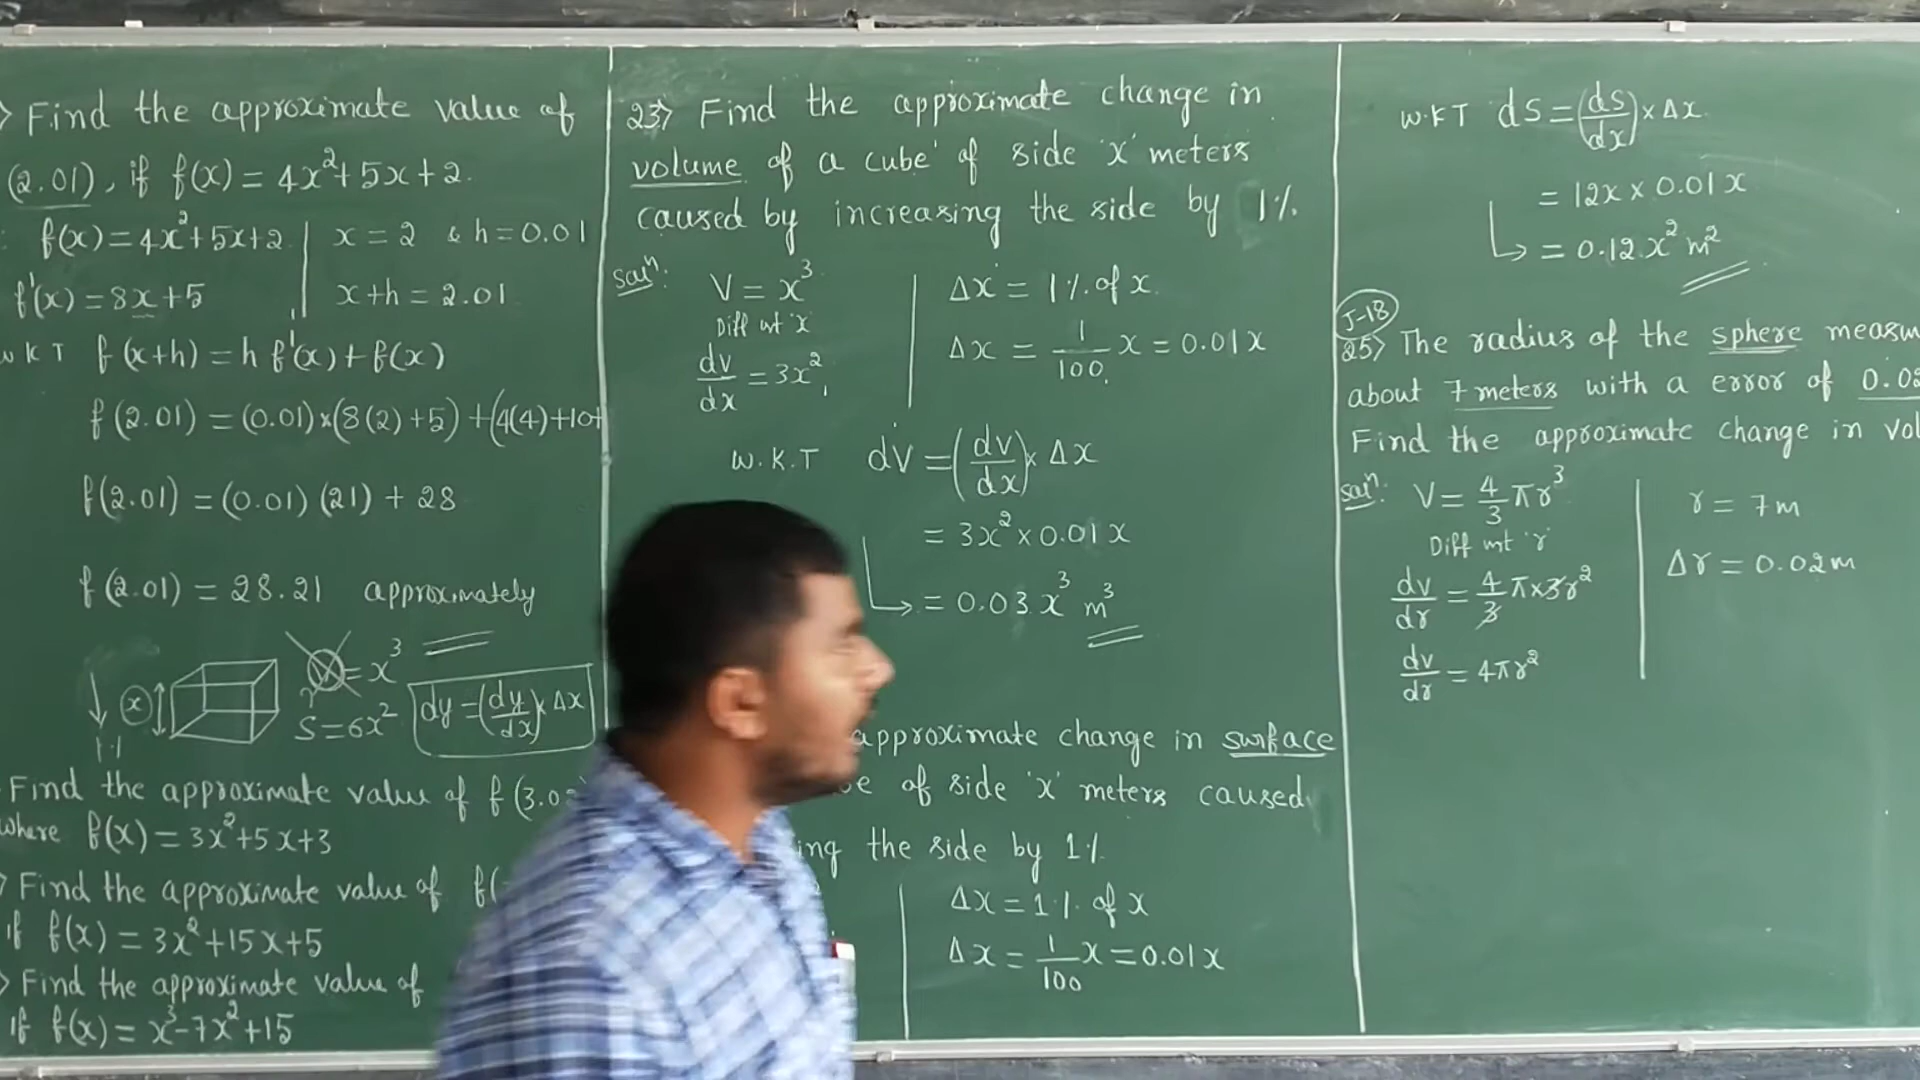 Find the approximate value of
(2.01), if f(x) = 4x²+5x+2.
f(x) = 4x²+5x+2 | x = 2 & h = 0.01
f'(x) = 8x+5 | x+h = 2.01
W K T f(x+h) = h f'(x) + f(x)
f(2.01) = (0.01)×(8(2)+5) + (4(4)+10+
f(2.01) = (0.01) (21) + 28
f(2.01) = 28.21 approximately
x
1%
V = x³
S = 6x²
dy = (dy/dx) × Δx
Find the approximate value of f(3.0
where f(x) = 3x²+5x+3
Find the approximate value of f(
if f(x) = 3x²+15x+5
Find the approximate value of
if f(x) = x³-7x²+15
23) Find the approximate change in
volume of a cube of side 'x' meters
caused by increasing the side by 1%.
Solⁿ: V = x³ | Δx = 1% of x.
Diff wrt 'x'
dv/dx = 3x² | Δx = 1/100 x = 0.01x
W.K.T dV = (dv/dx) × Δx
= 3x² × 0.01x
= 0.03x³ m³
approximate change in surface
of side 'x' meters caused
ing the side by 1%.
Δx = 1% of x
Δx = 1/100 x = 0.01x
W.K.T dS = (dS/dx) × Δx.
= 12x × 0.01x
= 0.12x² m²
J-18
25) The radius of the sphere measu
about 7 meters with a error of 0.02
Find the approximate change in vol
Solⁿ: V = 4/3 πr³ | r = 7m
Diff wrt 'r'
dv/dr = 4/3 π×3r² | Δr = 0.02m
dv/dr = 4πr²